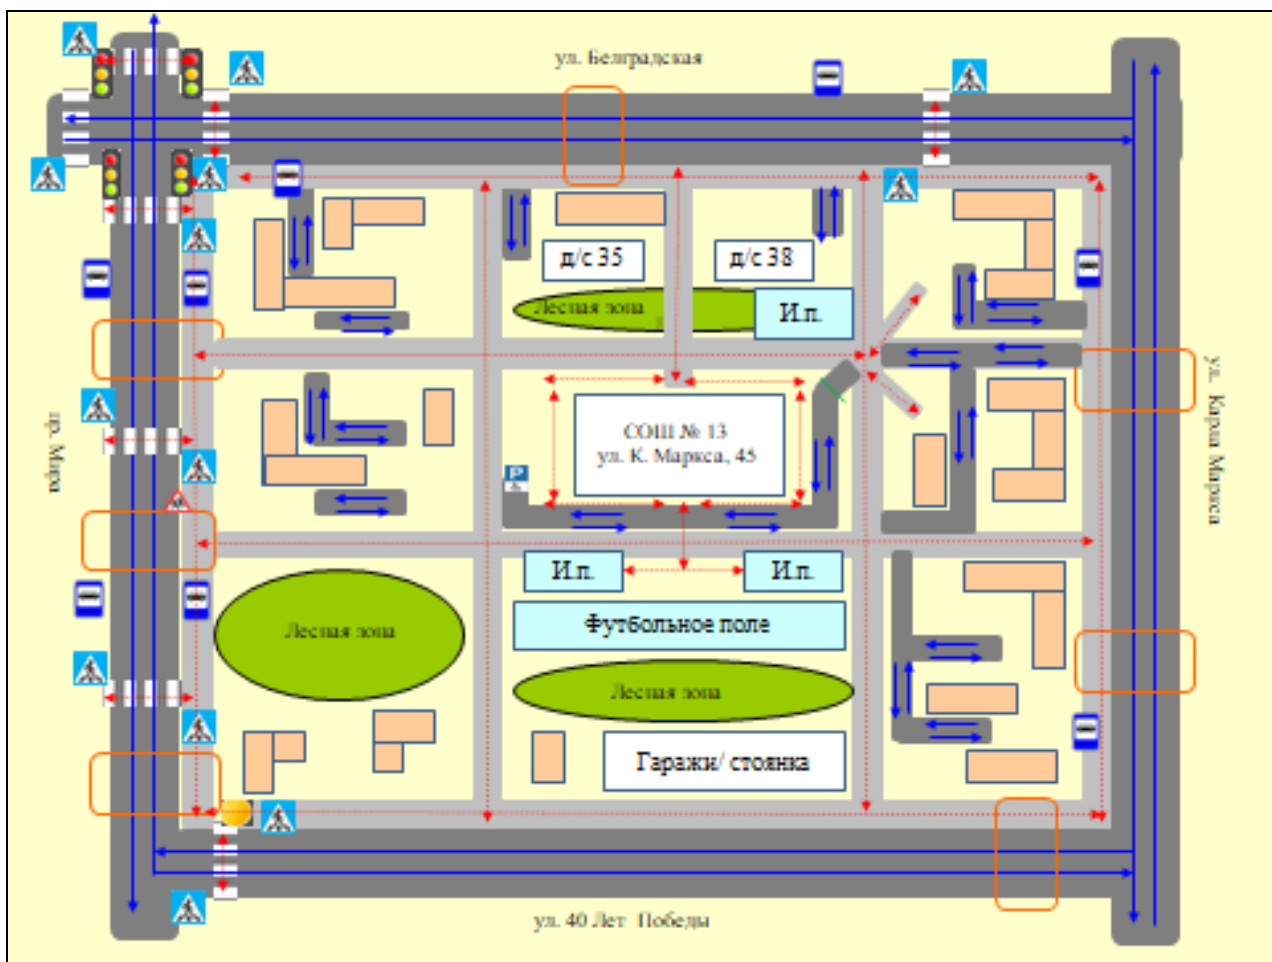 ул. Белградская
д/с 35
д/с 38
Лесная зона
И.п.
пр. Мира
СОШ № 13
ул. К. Маркса, 45
ул. Карла Маркса
P
И.п.
И.п.
Футбольное поле
Лесная зона
Лесная зона
Гаражи/ стоянка
ул. 40 Лет Победы